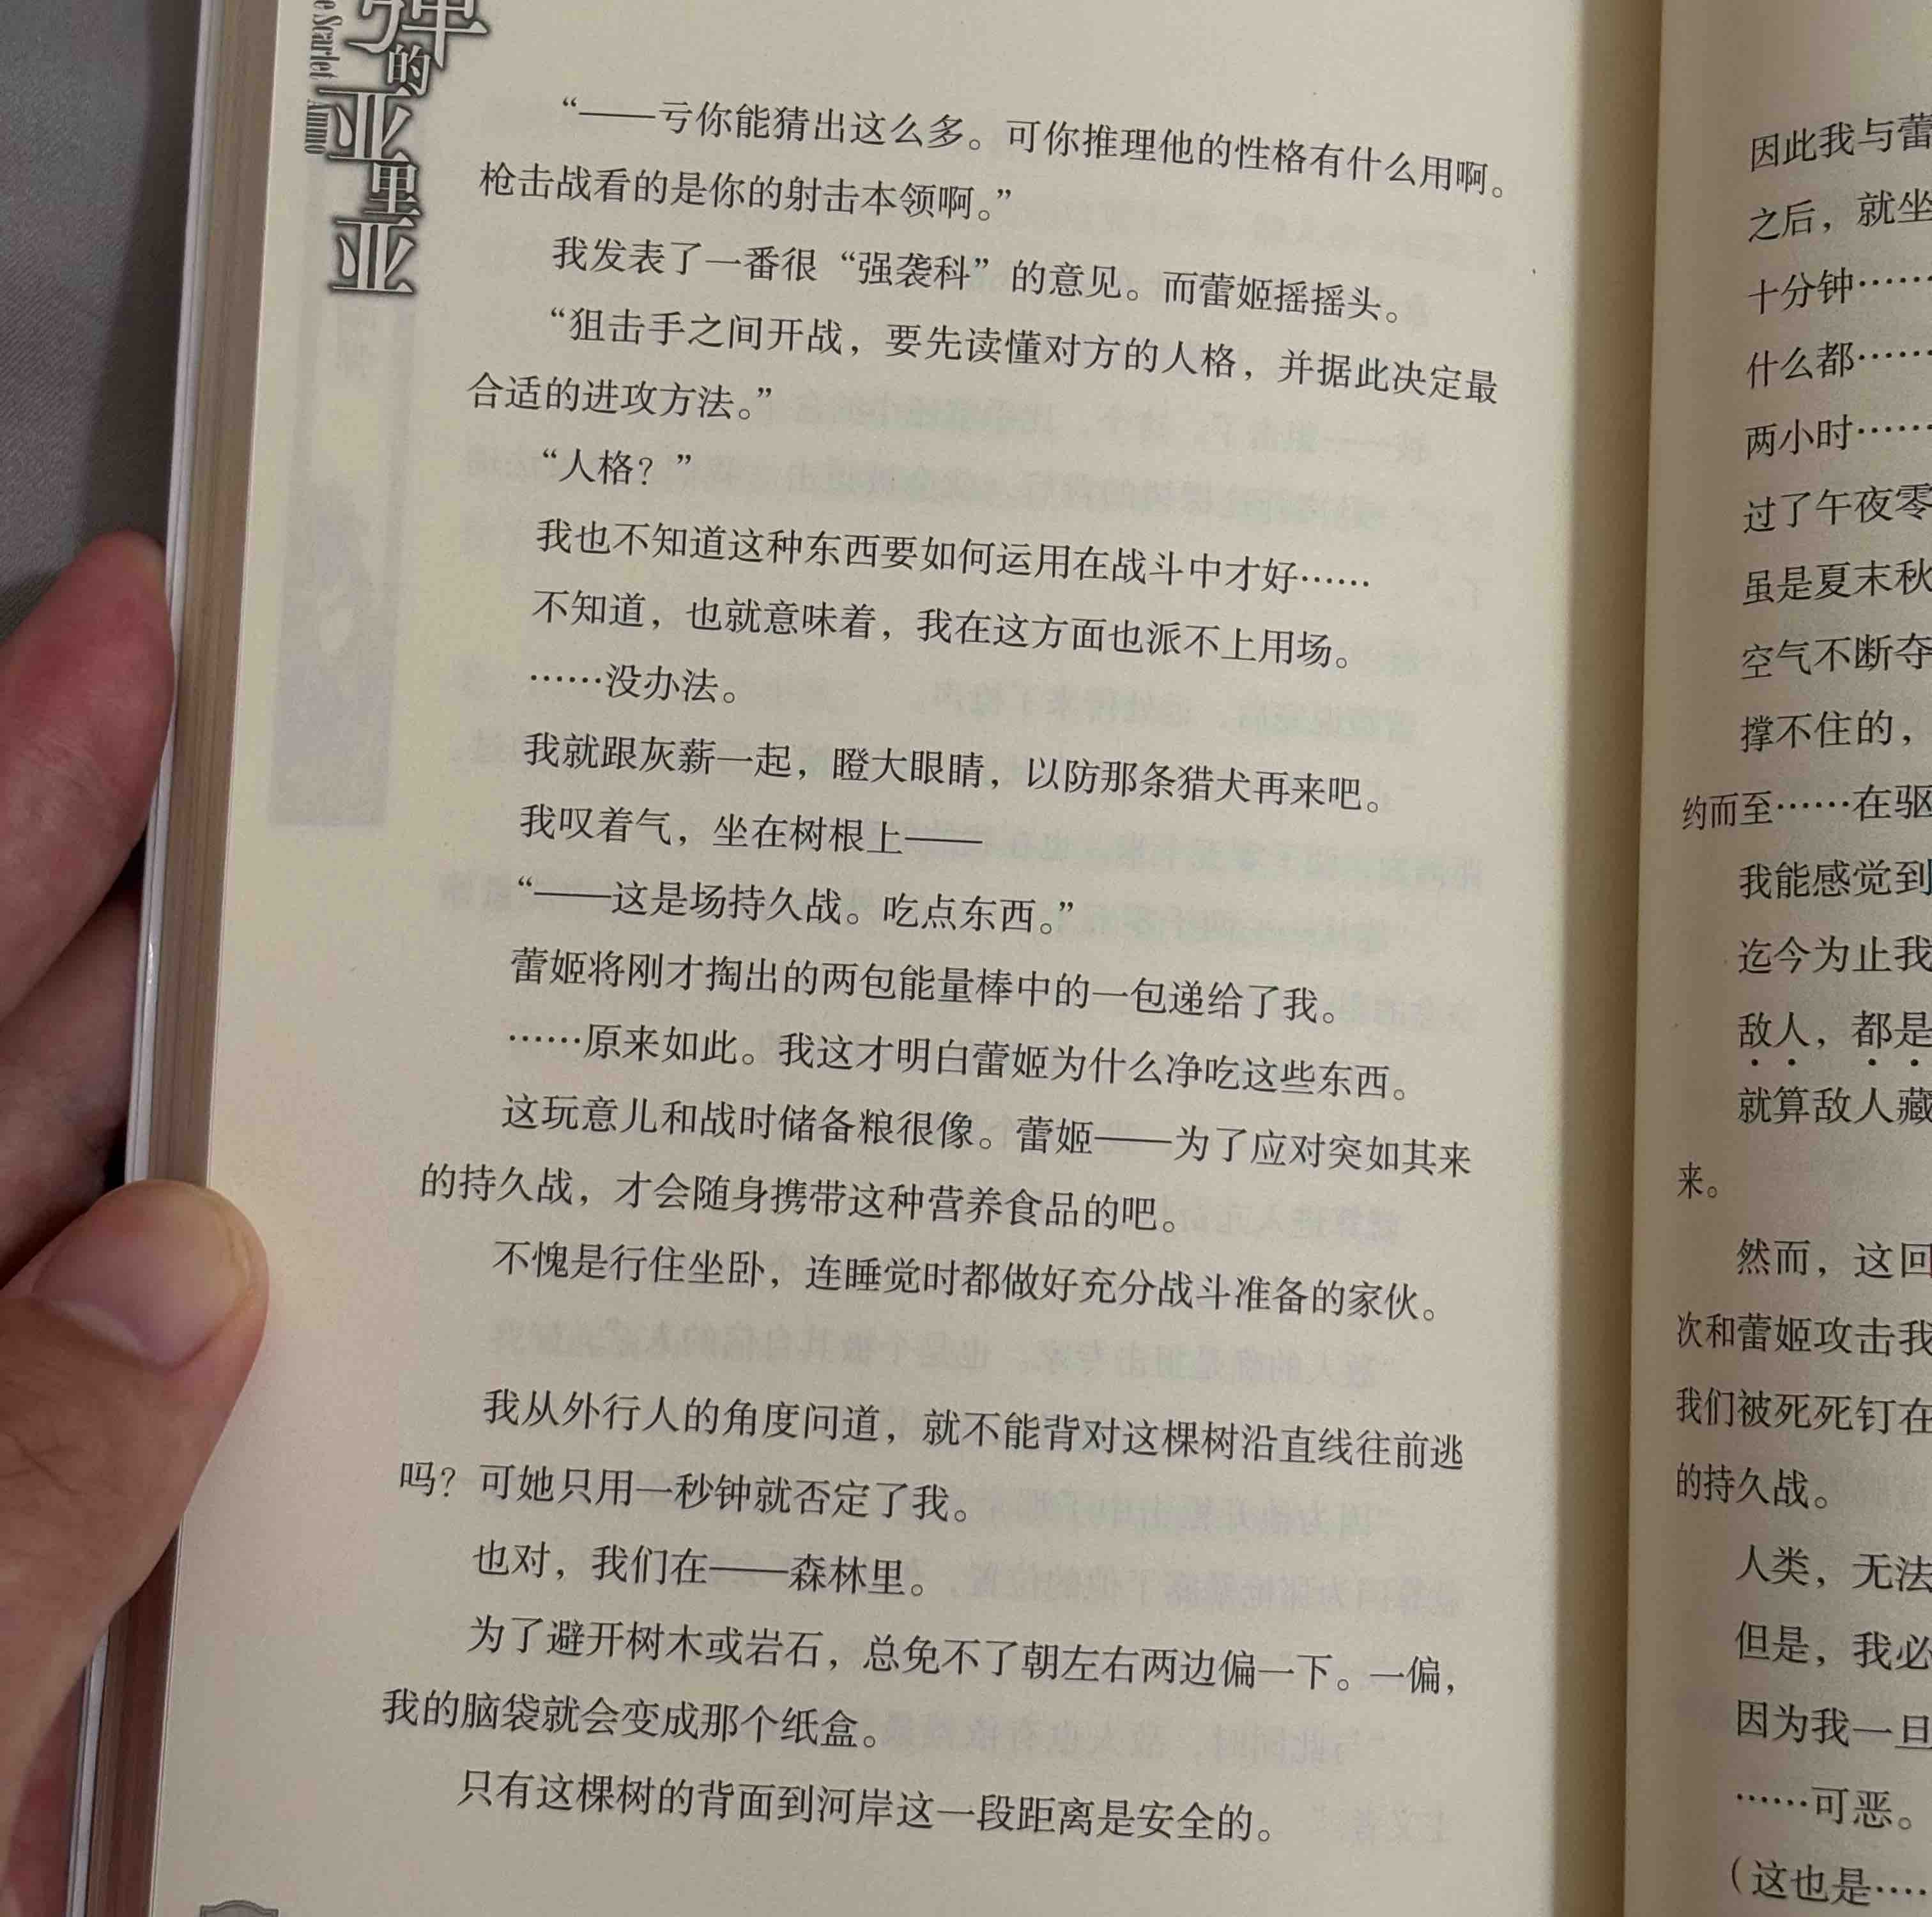 弹的亚里亚
e Scarlet Ammo
“——亏你能猜出这么多。可你推理他的性格有什么用啊。
枪击战看的是你的射击本领啊。”
我发表了一番很“强袭科”的意见。而蕾姬摇摇头。
“狙击手之间开战，要先读懂对方的人格，并据此决定最
合适的进攻方法。”
“人格？”
我也不知道这种东西要如何运用在战斗中才好……
不知道，也就意味着，我在这方面也派不上用场。
……没办法。
我就跟灰薪一起，瞪大眼睛，以防那条猎犬再来吧。
我叹着气，坐在树根上——
“——这是场持久战。吃点东西。”
蕾姬将刚才掏出的两包能量棒中的一包递给了我。
……原来如此。我这才明白蕾姬为什么净吃这些东西。
这玩意儿和战时储备粮很像。蕾姬——为了应对突如其来
的持久战，才会随身携带这种营养食品的吧。
不愧是行住坐卧，连睡觉时都做好充分战斗准备的家伙。
我从外行人的角度问道，就不能背对这棵树沿直线往前逃
吗？可她只用一秒钟就否定了我。
也对，我们在——森林里。
为了避开树木或岩石，总免不了朝左右两边偏一下。一偏，
我的脑袋就会变成那个纸盒。
只有这棵树的背面到河岸这一段距离是安全的。
因此我与蕾
之后，就坐
十分钟……
什么都……
两小时……
过了午夜零
虽是夏末秋
空气不断夺
撑不住的，
约而至……在驱
我能感觉到
迄今为止我
敌人，都是
就算敌人藏
来。
然而，这回
次和蕾姬攻击我
我们被死死钉在
的持久战。
人类，无法
但是，我必
因为我一旦
……可恶。
（这也是……